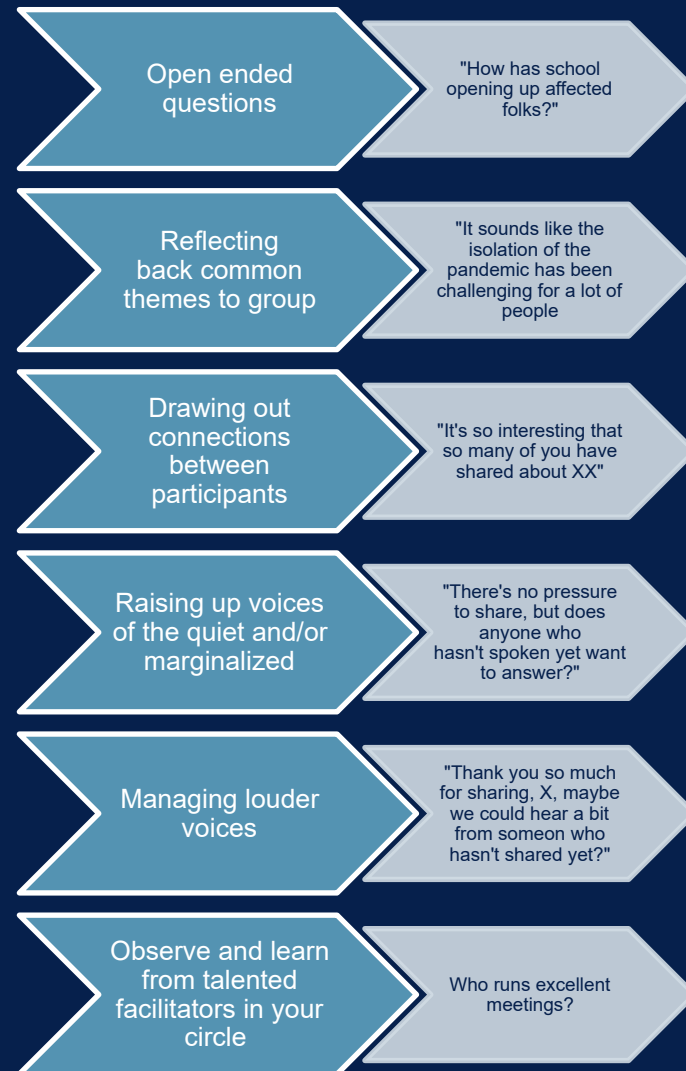 Open ended
questions
"How has school
opening up affected
folks?"
Reflecting
back common
themes to group
"It sounds like the
isolation of the
pandemic has been
challenging for a lot of
people
Drawing out
connections
between
participants
"It's so interesting that
so many of you have
shared about XX"
Raising up voices
of the quiet and/or
marginalized
"There's no pressure
to share, but does
anyone who
hasn't spoken yet want
to answer?"
Managing louder
voices
"Thank you so much
for sharing, X, maybe
we could hear a bit
from someon who
hasn't shared yet?"
Observe and learn
from talented
facilitators in your
circle
Who runs excellent
meetings?